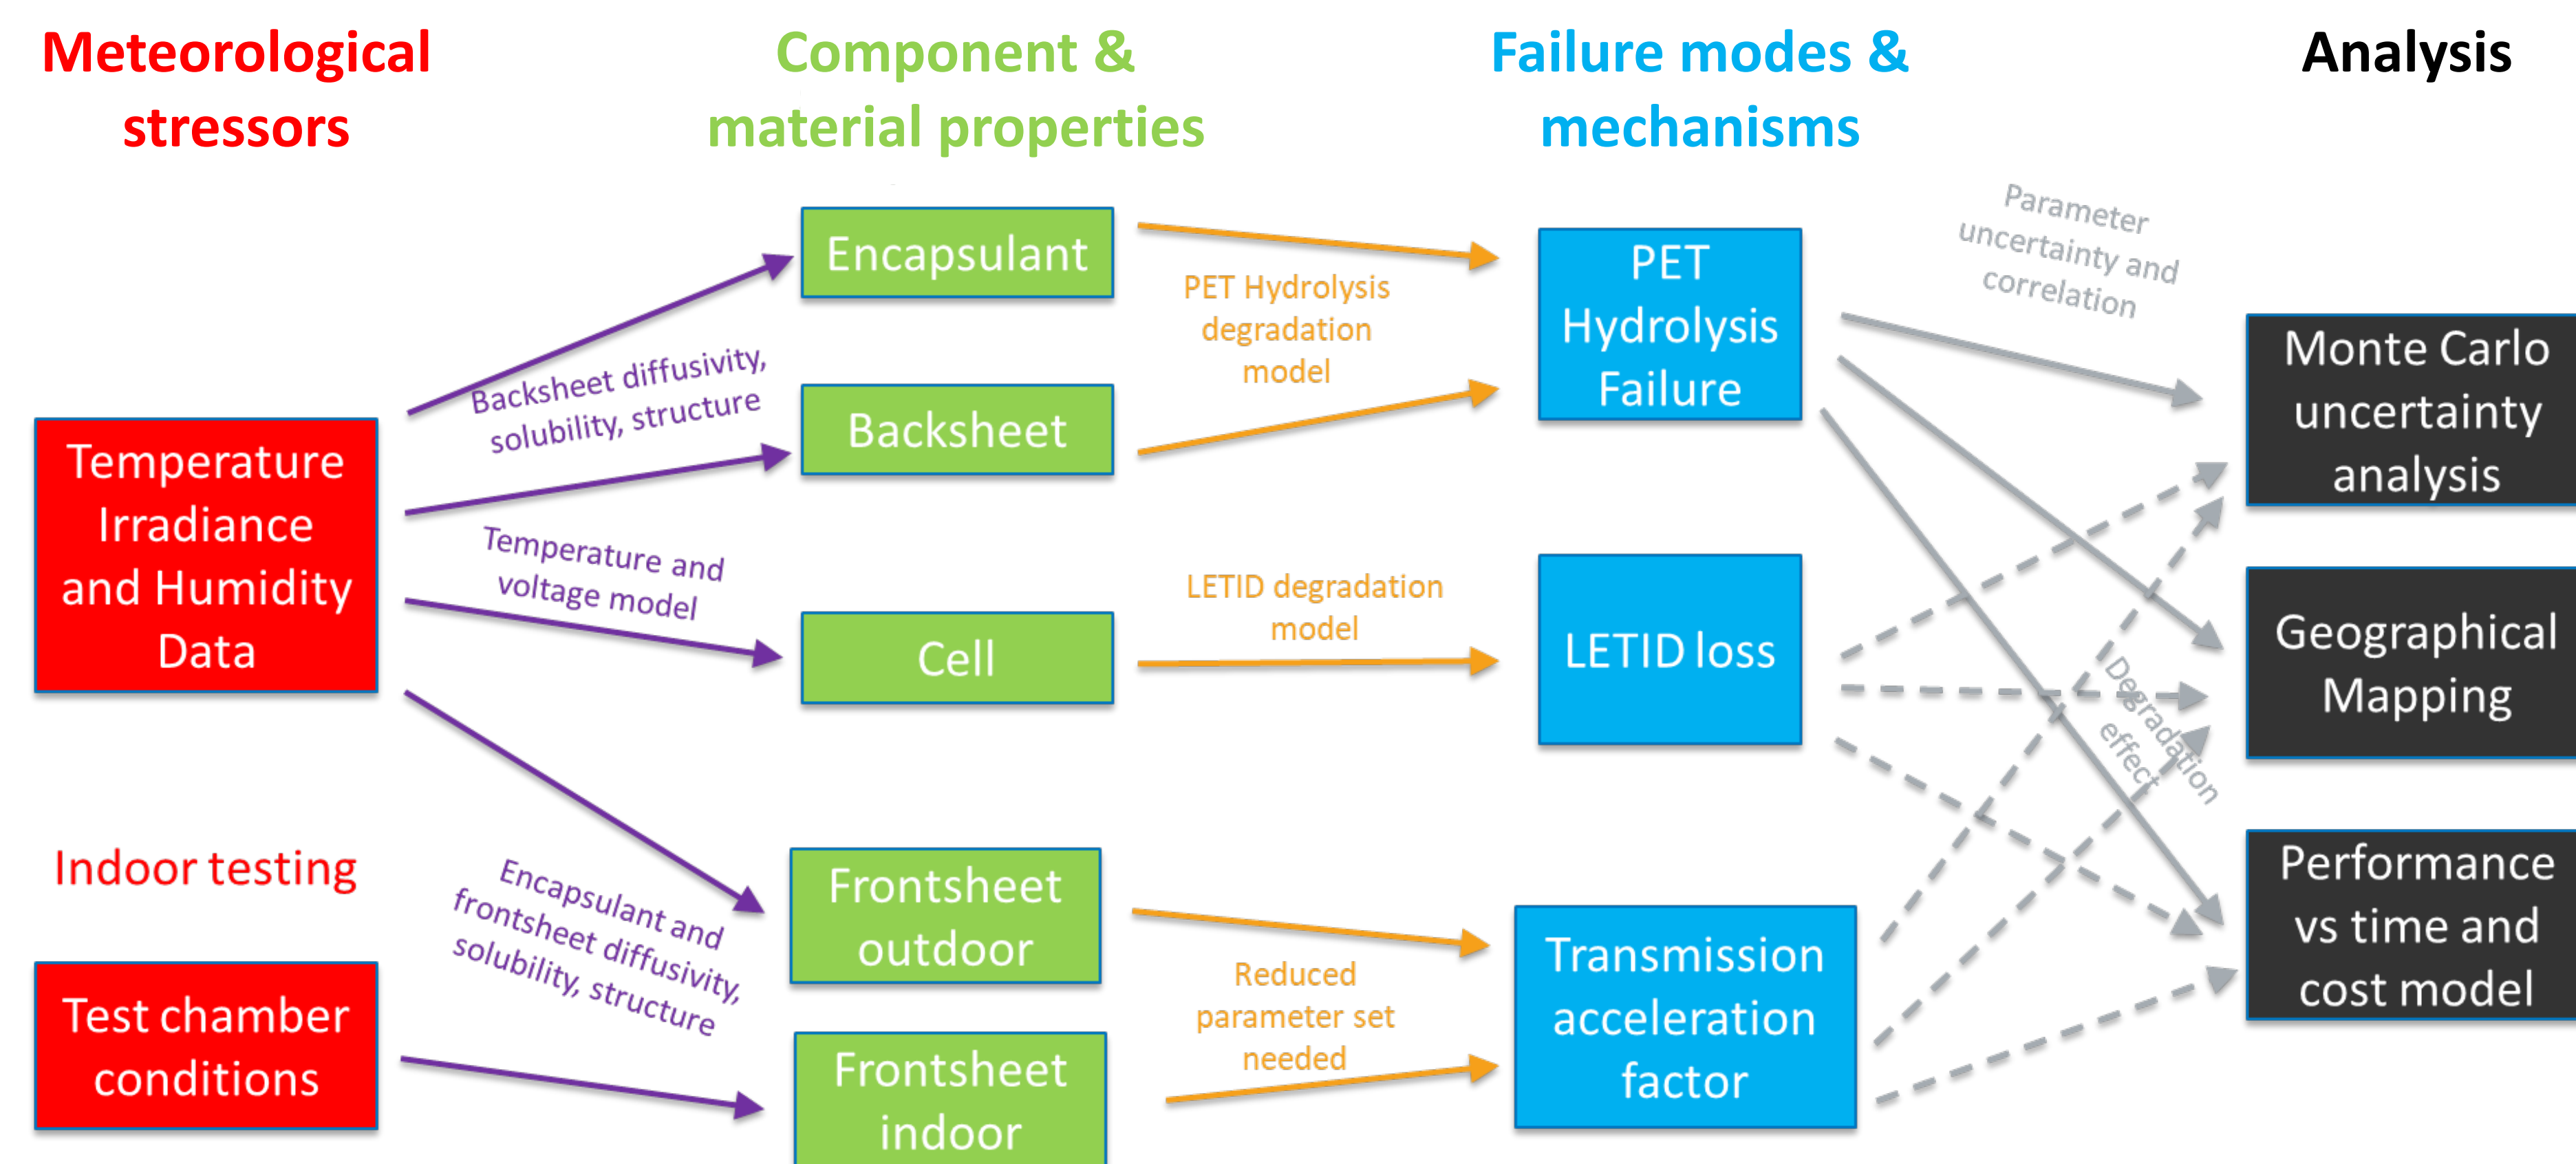 Meteorological
stressors
Component &
material properties
Failure modes &
mechanisms
Analysis
Temperature
Irradiance
and Humidity
Data
Indoor testing
Test chamber
conditions
Backsheet diffusivity,
solubility, structure
Temperature and
voltage model
Encapsulant and
frontsheet diffusivity,
solubility, structure
Encapsulant
Backsheet
Cell
Frontsheet
outdoor
Frontsheet
indoor
PET Hydrolysis
degradation
model
LETID degradation
model
Reduced
parameter set
needed
PET
Hydrolysis
Failure
LETID loss
Transmission
acceleration
factor
Parameter
uncertainty and
correlation
Degradation
effect
Monte Carlo
uncertainty
analysis
Geographical
Mapping
Performance
vs time and
cost model